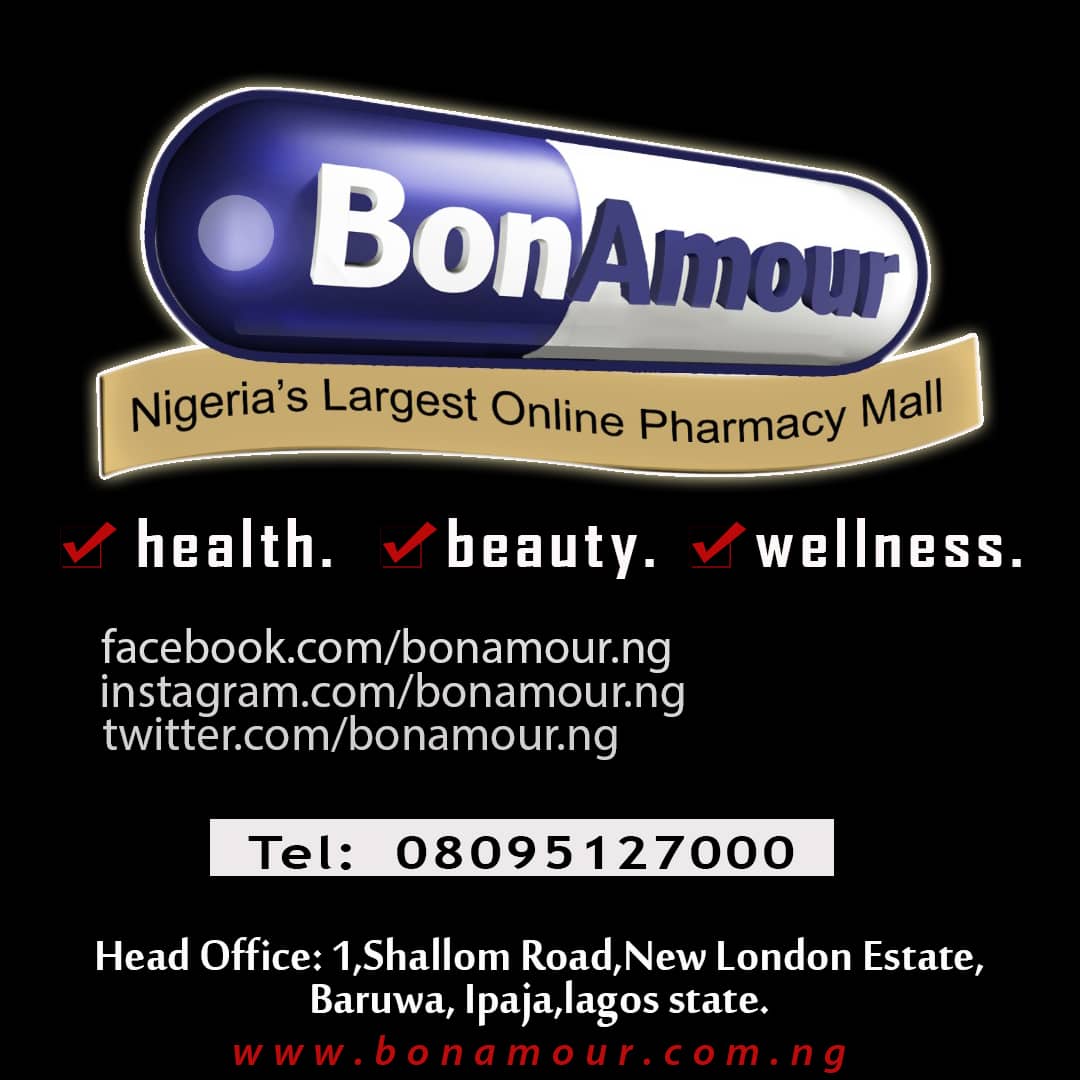 BonAmour
Nigeria's Largest Online Pharmacy Mall
health. beauty. wellness.
facebook.com/bonamour.ng
instagram.com/bonamour.ng
twitter.com/bonamour.ng
Tel: 08095127000
Head Office: 1,Shallom Road,New London Estate,
Baruwa, Ipaja,lagos state.
www.bonamour.com.ng